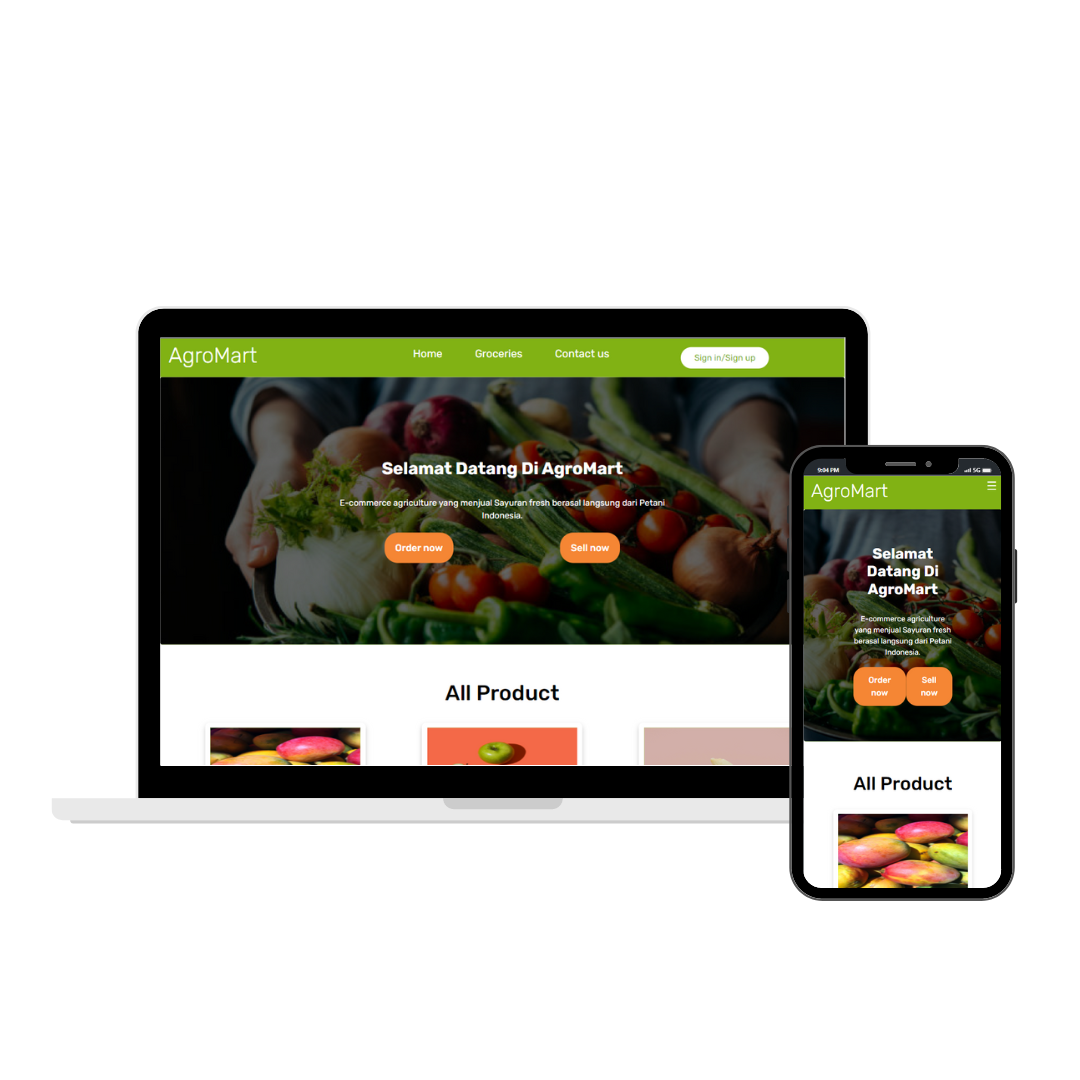 AgroMart
Home
Groceries
Contact us
Sign in/Sign up
Selamat Datang Di AgroMart
E-commerce agriculture yang menjual Sayuran fresh berasal langsung dari Petani
Indonesia.
Order now
Sell now
All Product
9:04 PM
5G
AgroMart
Selamat
Datang Di
AgroMart
E-commerce agriculture
yang menjual Sayuran fresh
berasal langsung dari Petani
Indonesia.
Order
now
Sell
now
All Product